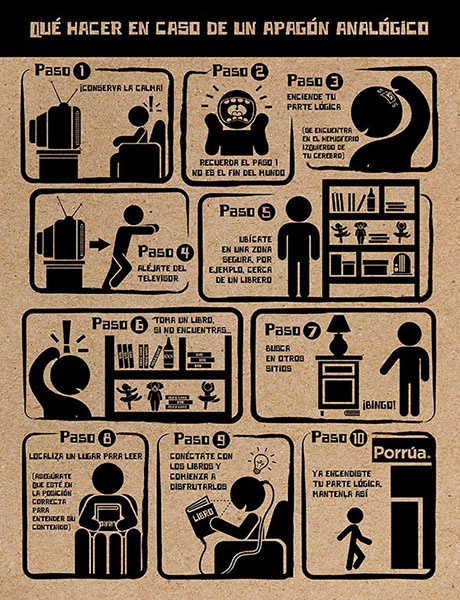 QUÉ HACER EN CASO DE UN APAGÓN ANALÓGICO
PASO 1
¡CONSERVA LA CALMA!
PASO 2
RECUERDA EL PASO 1
NO ES EL FIN DEL MUNDO
PASO 3
ENCIENDE TU
PARTE LÓGICA
(SE ENCUENTRA
EN EL HEMISFERIO
IZQUIERDO DE
TU CEREBRO)
PASO 4
ALÉJATE DEL
TELEVISOR
PASO 5
UBÍCATE
EN UNA ZONA
SEGURA, POR
EJEMPLO, CERCA
DE UN LIBRERO
PASO 6
TOMA UN LIBRO,
SI NO ENCUENTRAS...
DVD
DVD
PASO 7
BUSCA
EN OTROS
SITIOS
¡BINGO!
PASO 8
LOCALIZA UN LUGAR PARA LEER
(ASEGÚRATE
QUE ESTÉ EN
LA POSICIÓN
CORRECTA
PARA
ENTENDER SU
CONTENIDO)
PASO 9
CONÉCTATE CON
LOS LIBROS Y
COMIENZA A
DISFRUTARLOS
LIBRO
PASO 10
Porrúa.
YA ENCENDISTE
TU PARTE LÓGICA,
MANTENLA ASÍ